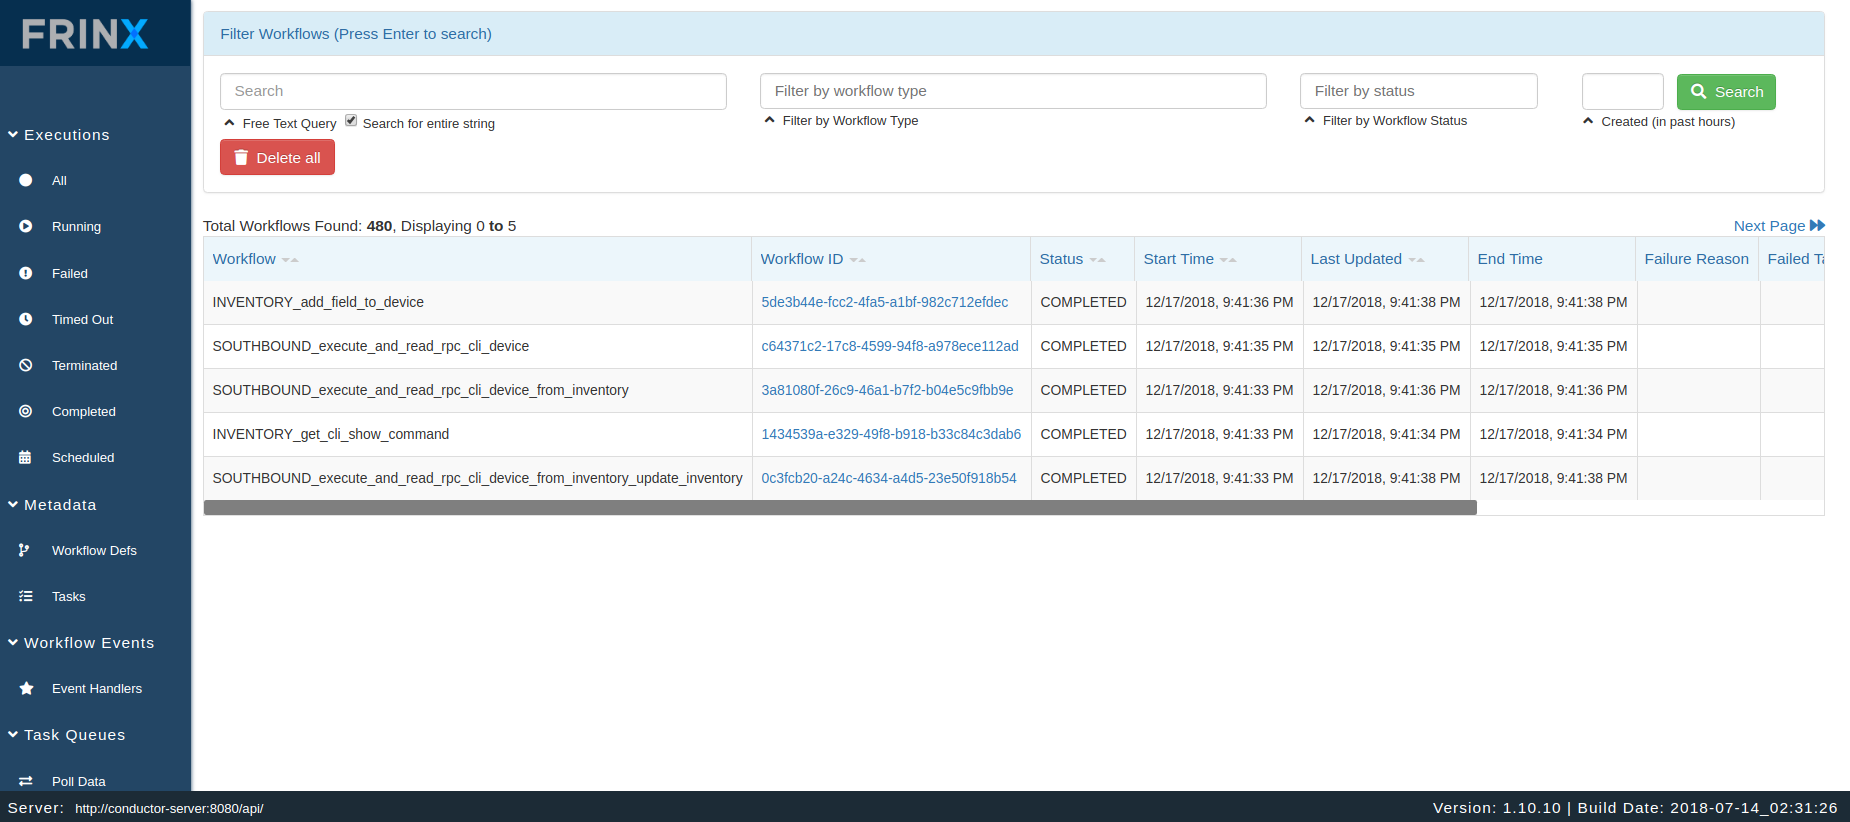 FRINX
Executions
All
Running
Failed
Timed Out
Terminated
Completed
Scheduled
Metadata
Workflow Defs
Tasks
Workflow Events
Event Handlers
Task Queues
Poll Data
Filter Workflows (Press Enter to search)
Search Filter by workflow type Filter by status Search
Free Text Query Search for entire string Filter by Workflow Type Filter by Workflow Status Created (in past hours)
Delete all
Total Workflows Found: 480, Displaying 0 to 5 Next Page
Workflow Workflow ID Status Start Time Last Updated End Time Failure Reason Failed
INVENTORY_add_field_to_device 5de3b44e-fcc2-4fa5-a1bf-982c712efdec COMPLETED 12/17/2018, 9:41:36 PM 12/17/2018, 9:41:38 PM 12/17/2018, 9:41:38 PM
SOUTHBOUND_execute_and_read_rpc_cli_device c64371c2-17c8-4599-94f8-a978ece112ad COMPLETED 12/17/2018, 9:41:35 PM 12/17/2018, 9:41:35 PM 12/17/2018, 9:41:35 PM
SOUTHBOUND_execute_and_read_rpc_cli_device_from_inventory 3a81080f-26c9-46a1-b7f2-b04e5c9fbb9e COMPLETED 12/17/2018, 9:41:33 PM 12/17/2018, 9:41:36 PM 12/17/2018, 9:41:36 PM
INVENTORY_get_cli_show_command 1434539a-e329-49f8-b918-b33c84c3dab6 COMPLETED 12/17/2018, 9:41:33 PM 12/17/2018, 9:41:34 PM 12/17/2018, 9:41:34 PM
SOUTHBOUND_execute_and_read_rpc_cli_device_from_inventory_update_inventory 0c3fcb20-a24c-4634-a4d5-23e50f918b54 COMPLETED 12/17/2018, 9:41:33 PM 12/17/2018, 9:41:38 PM 12/17/2018, 9:41:38 PM
Server: http://conductor-server:8080/api/ Version: 1.10.10 | Build Date: 2018-07-14_02:31:26